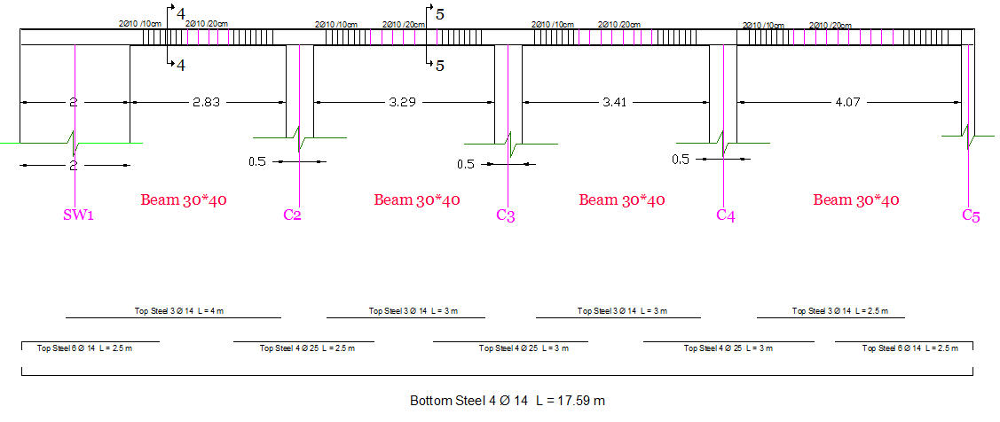 4
5
2Ø10 /10cm 2Ø10 /20cm 2Ø10 /10cm 2Ø10 /20cm 2Ø10 /10cm 2Ø10 /20cm 2Ø10 /10cm 2Ø10 /20cm
4
5
2 2.83 3.29 3.41 4.07
2 0.5 0.5 0.5
Beam 30*40 Beam 30*40 Beam 30*40 Beam 30*40
SW1 C2 C3 C4 C5
Top Steel 3 Ø 14 L = 4 m Top Steel 3 Ø 14 L = 3 m Top Steel 3 Ø 14 L = 3 m Top Steel 3 Ø 14 L = 2.5 m
Top Steel 6 Ø 14 L = 2.5 m Top Steel 4 Ø 25 L = 2.5 m Top Steel 4 Ø 25 L = 3 m Top Steel 4 Ø 25 L = 3 m Top Steel 6 Ø 14 L = 2.5 m
Bottom Steel 4 Ø 14 L = 17.59 m